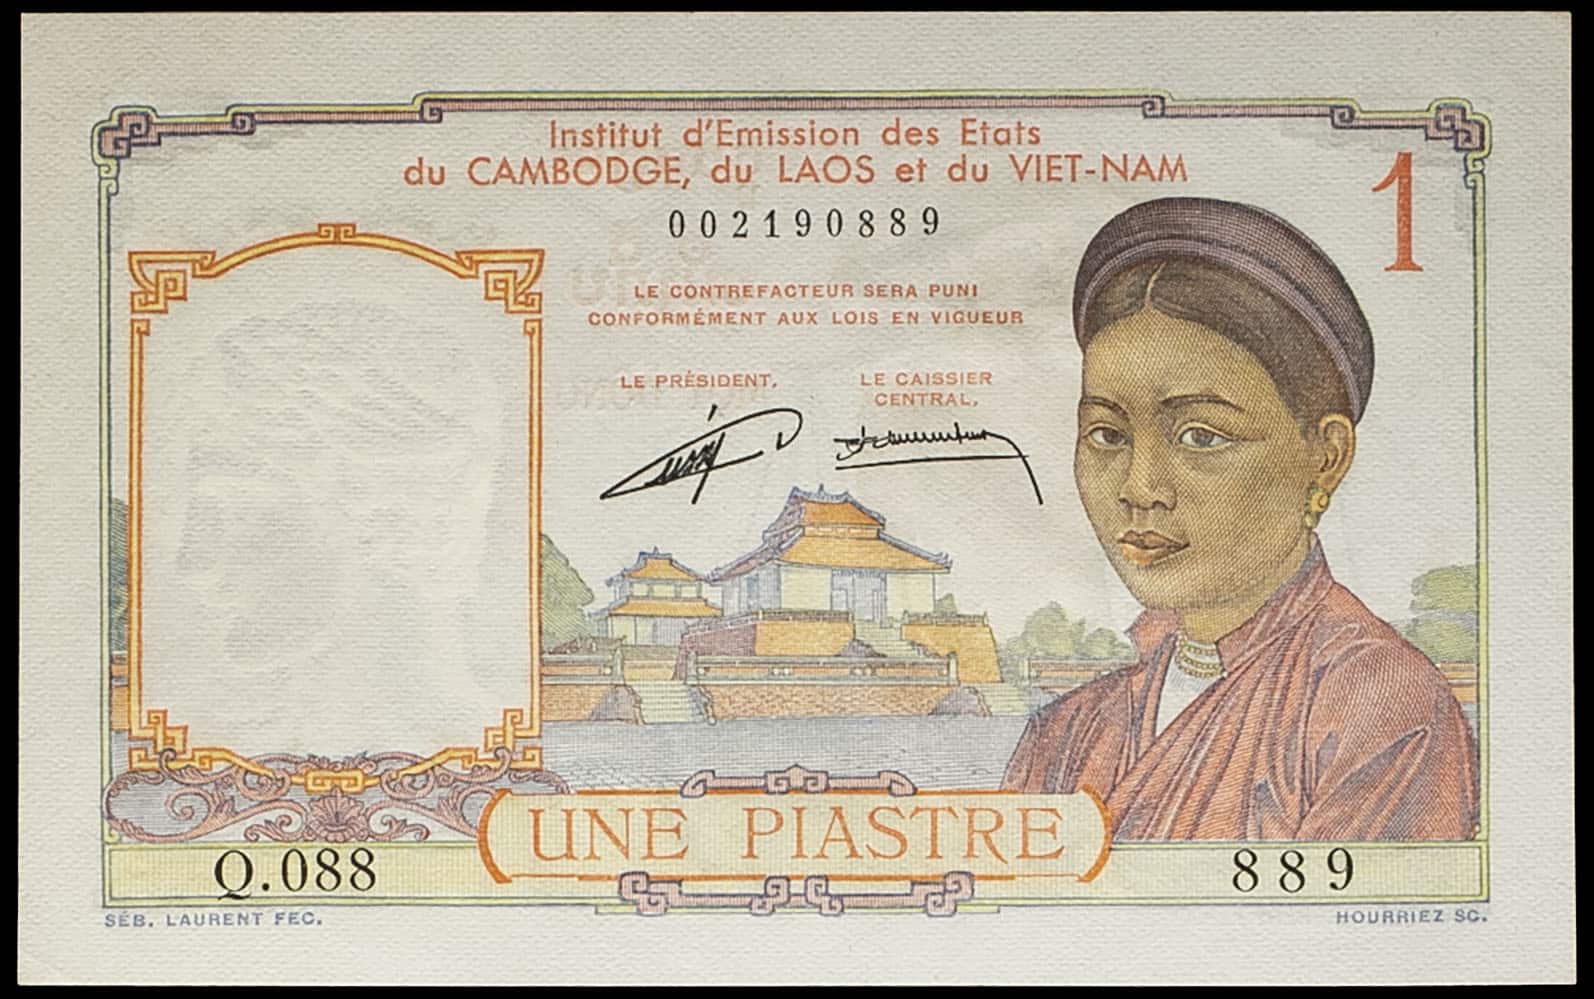 Institut d'Emission des Etats
du CAMBODGE, du LAOS et du VIET-NAM
1
002190889
LE CONTREFACTEUR SERA PUNI
CONFORMÉMENT AUX LOIS EN VIGUEUR
LE PRÉSIDENT,
LE CAISSIER
CENTRAL,
UNE PIASTRE
Q.088
889
SÉB. LAURENT FEC.
HOURRIEZ SC.